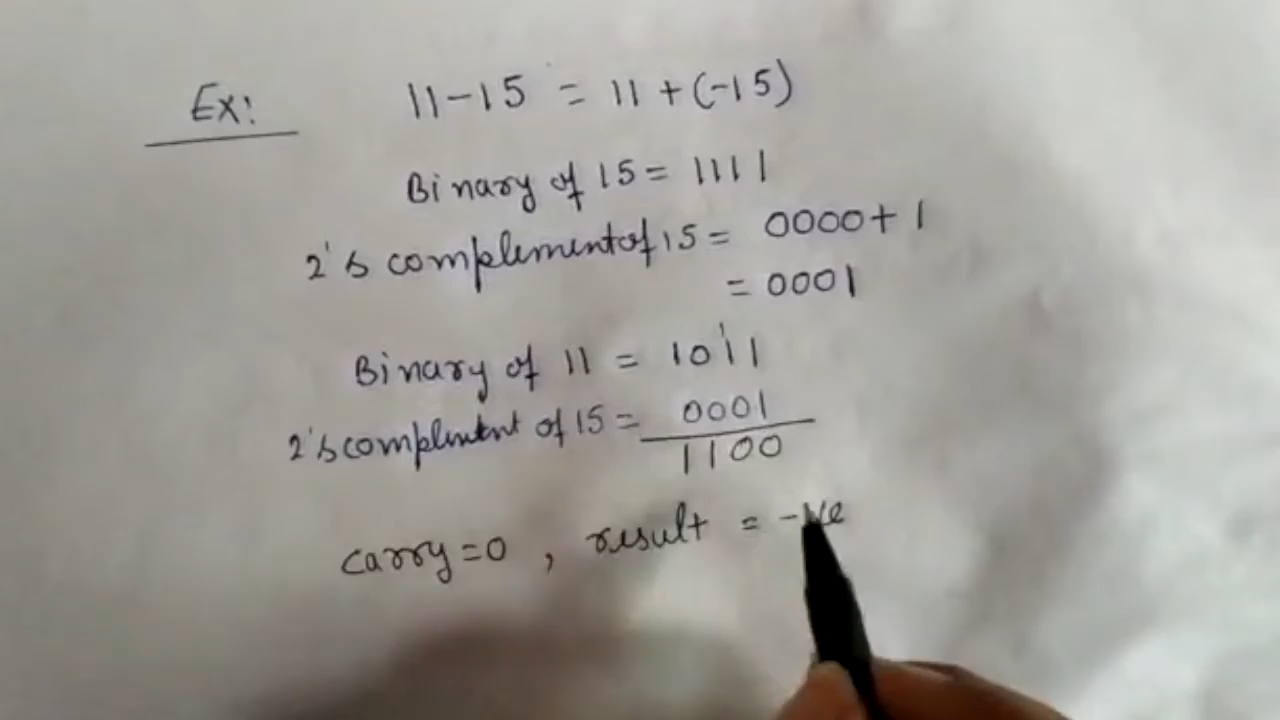 Ex: 11-15 = 11 + (-15)
Binary of 15 = 1111
2's complement of 15 = 0000 + 1
= 0001
Binary of 11 = 1011
1
2's complement of 15 = 0001
1100
carry = 0, result = -ve